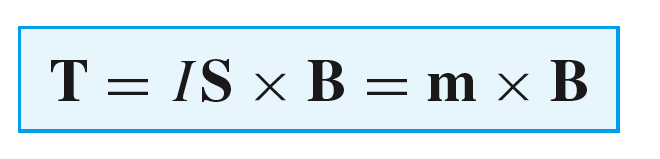 T = IS × B = m × B